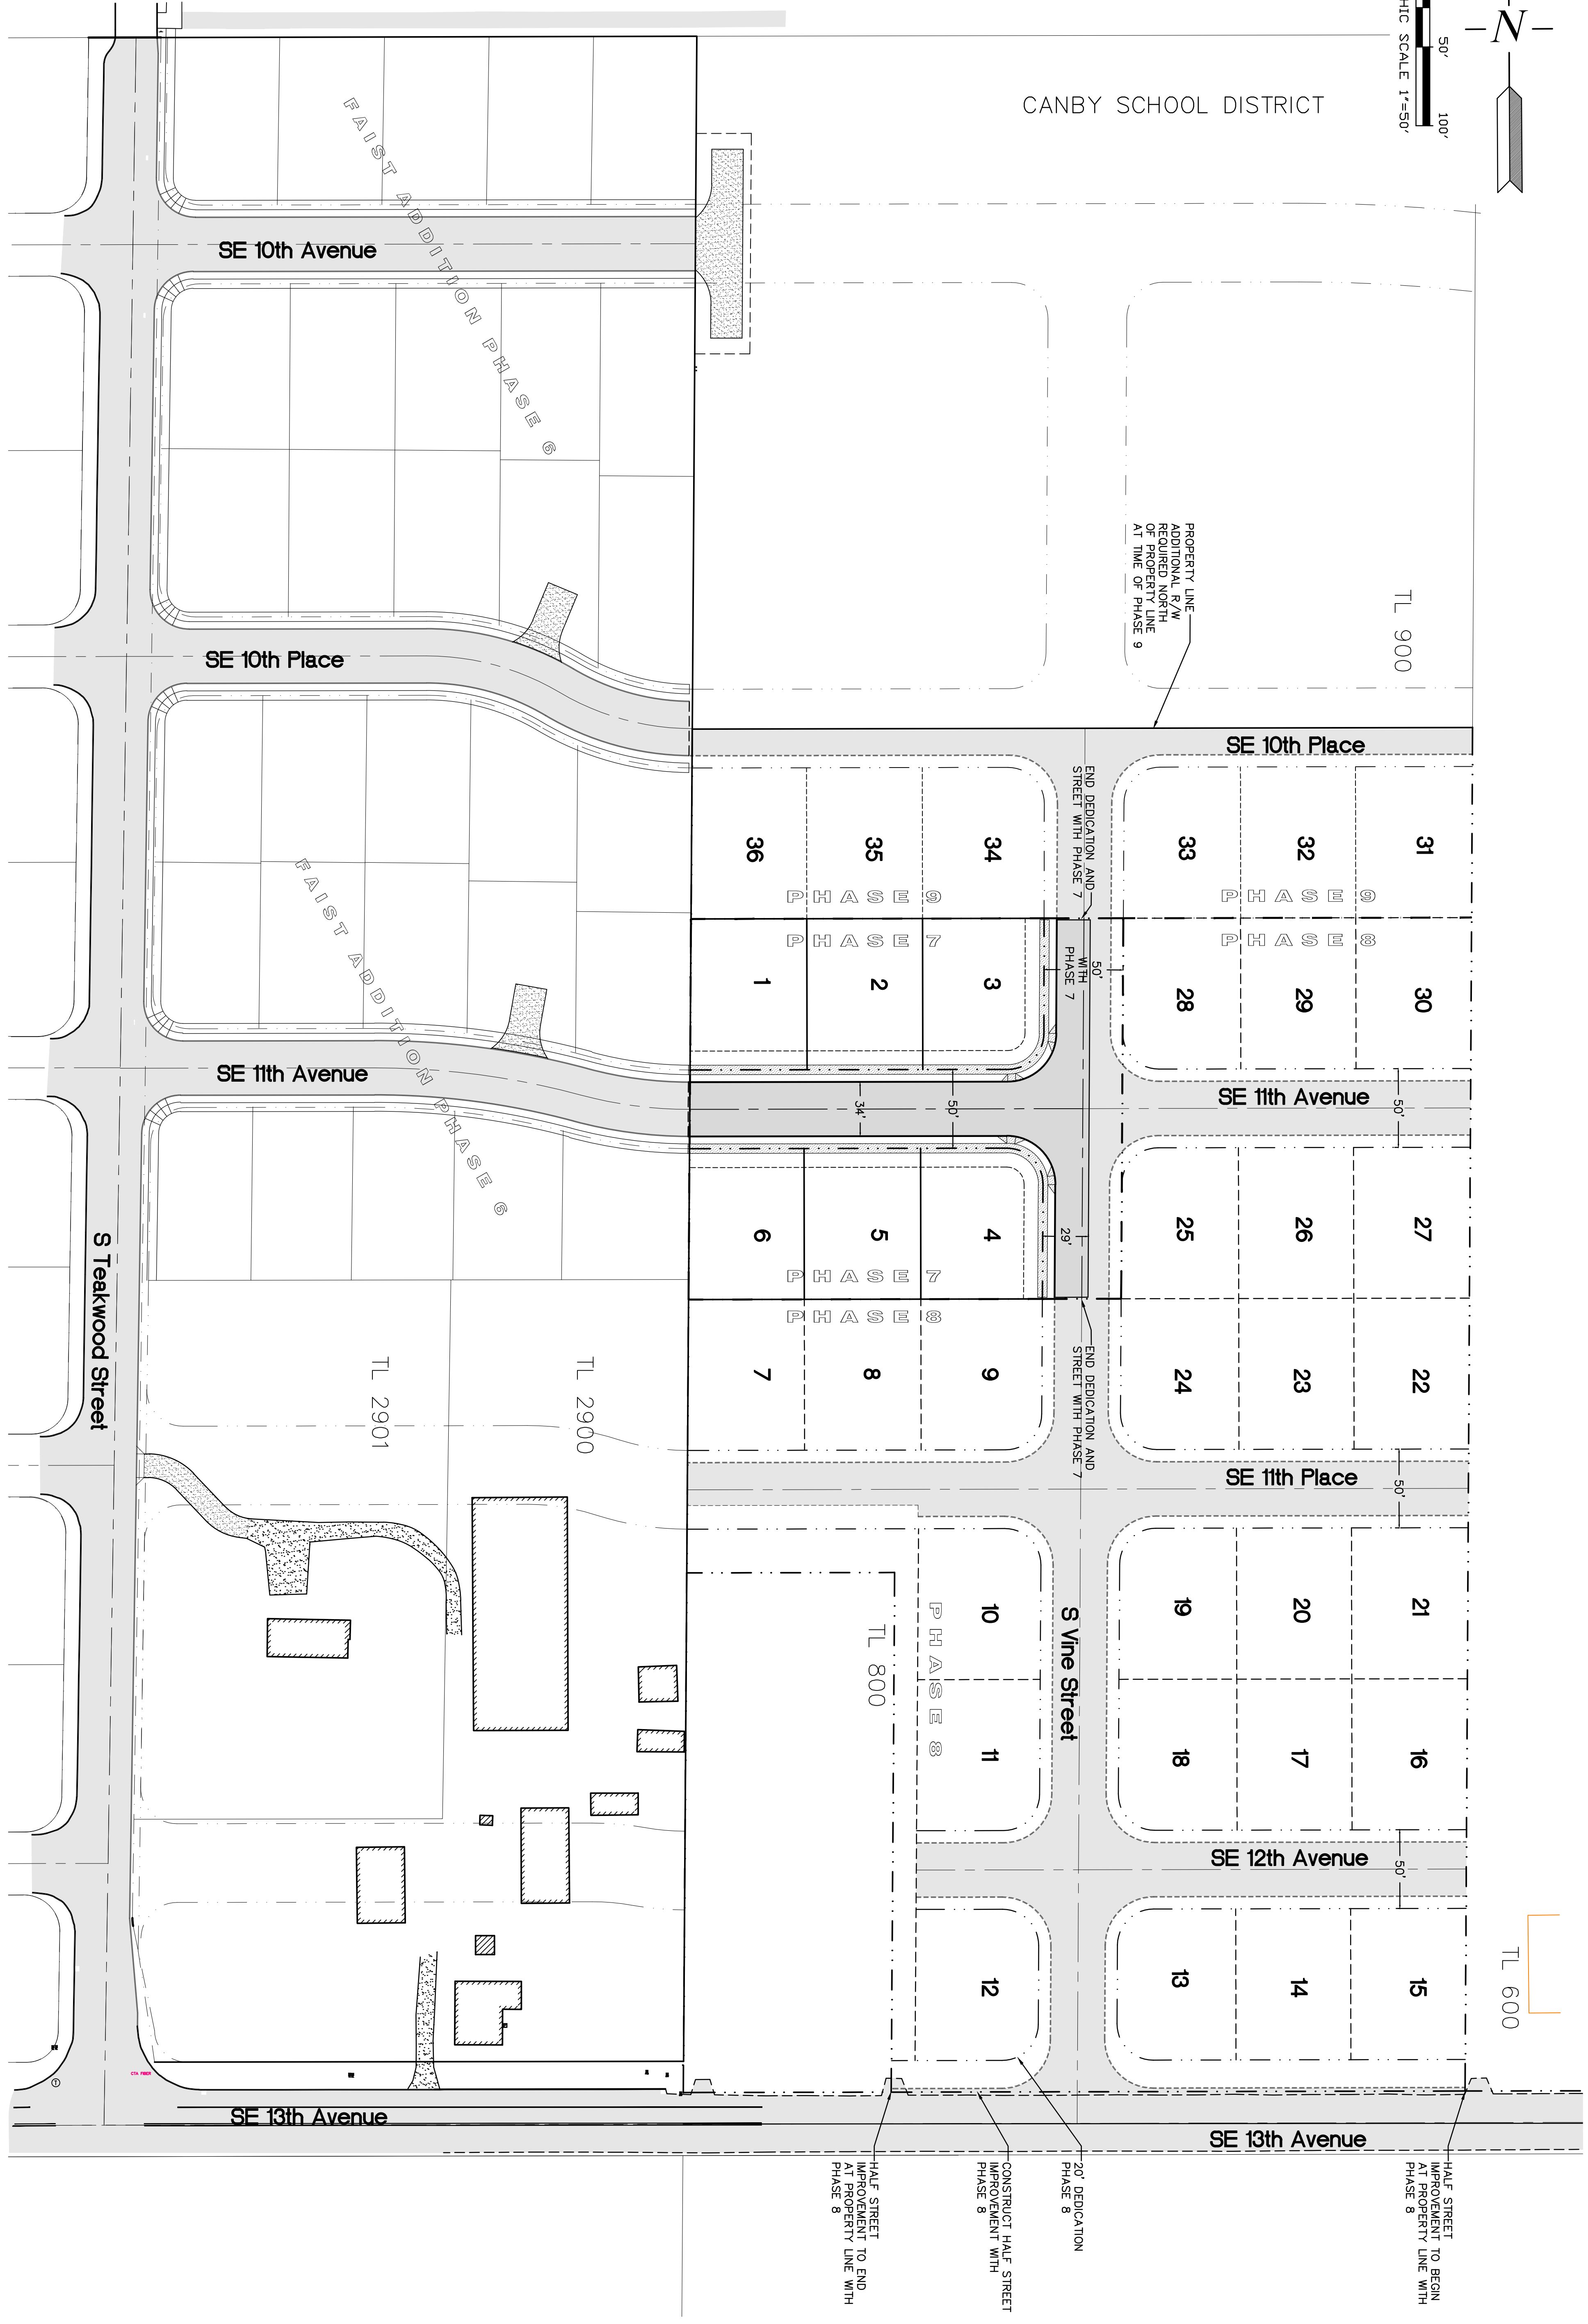 HIC SCALE 1"=50'
50'
100'
N
CANBY SCHOOL DISTRICT
FAIST ADDITION PHASE 6
SE 10th Avenue
TL 900
PROPERTY LINE
ADDITIONAL R/W
REQUIRED NORTH
OF PROPERTY LINE
AT TIME OF PHASE 9
SE 10th Place
SE 10th Place
END DEDICATION AND
STREET WITH PHASE 7
36
35
34
33
32
31
PHASE 9
PHASE 9
PHASE 7
PHASE 8
1
2
3
50'
WITH
PHASE 7
28
29
30
FAIST ADDITION PHASE 6
SE 11th Avenue
34'
50'
SE 11th Avenue
50'
6
5
4
29'
25
26
27
PHASE 7
PHASE 8
7
8
9
END DEDICATION AND
STREET WITH PHASE 7
24
23
22
S Teakwood Street
TL 2901
TL 2900
SE 11th Place
50'
TL 800
PHASE 8
10
11
S Vine Street
19
20
21
18
17
16
SE 12th Avenue
50'
12
13
14
15
TL 600
CTA FIBER
SE 13th Avenue
SE 13th Avenue
HALF STREET
IMPROVEMENT TO END
AT PROPERTY LINE WITH
PHASE 8
CONSTRUCT HALF STREET
IMPROVEMENT WITH
PHASE 8
20' DEDICATION
PHASE 8
HALF STREET
IMPROVEMENT TO BEGIN
AT PROPERTY LINE WITH
PHASE 8